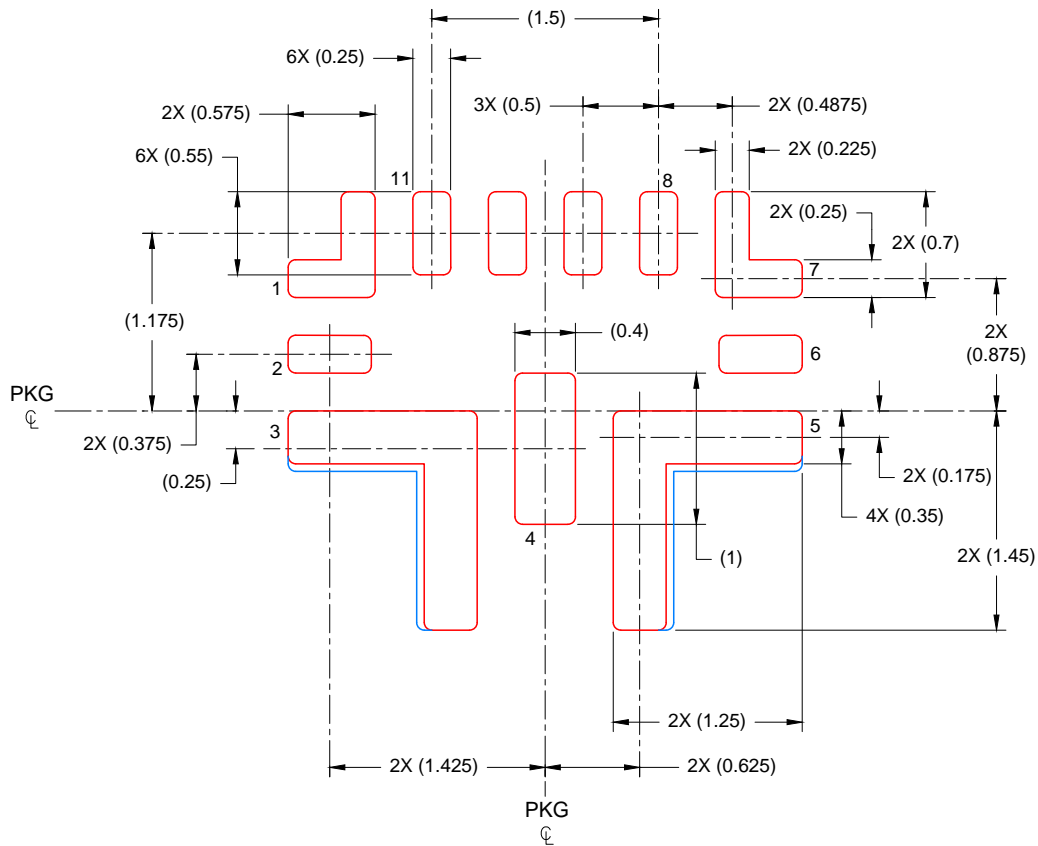 (1.5)
6X (0.25)
3X (0.5)
2X (0.4875)
2X (0.575)
2X (0.225)
6X (0.55)
11
8
2X (0.25)
2X (0.7)
7
1
(1.175)
(0.4)
2X
(0.875)
2
6
PKG
℄
2X (0.375)
3
5
(0.25)
2X (0.175)
4X (0.35)
4
(1)
2X (1.45)
2X (1.25)
2X (1.425)
2X (0.625)
PKG
℄